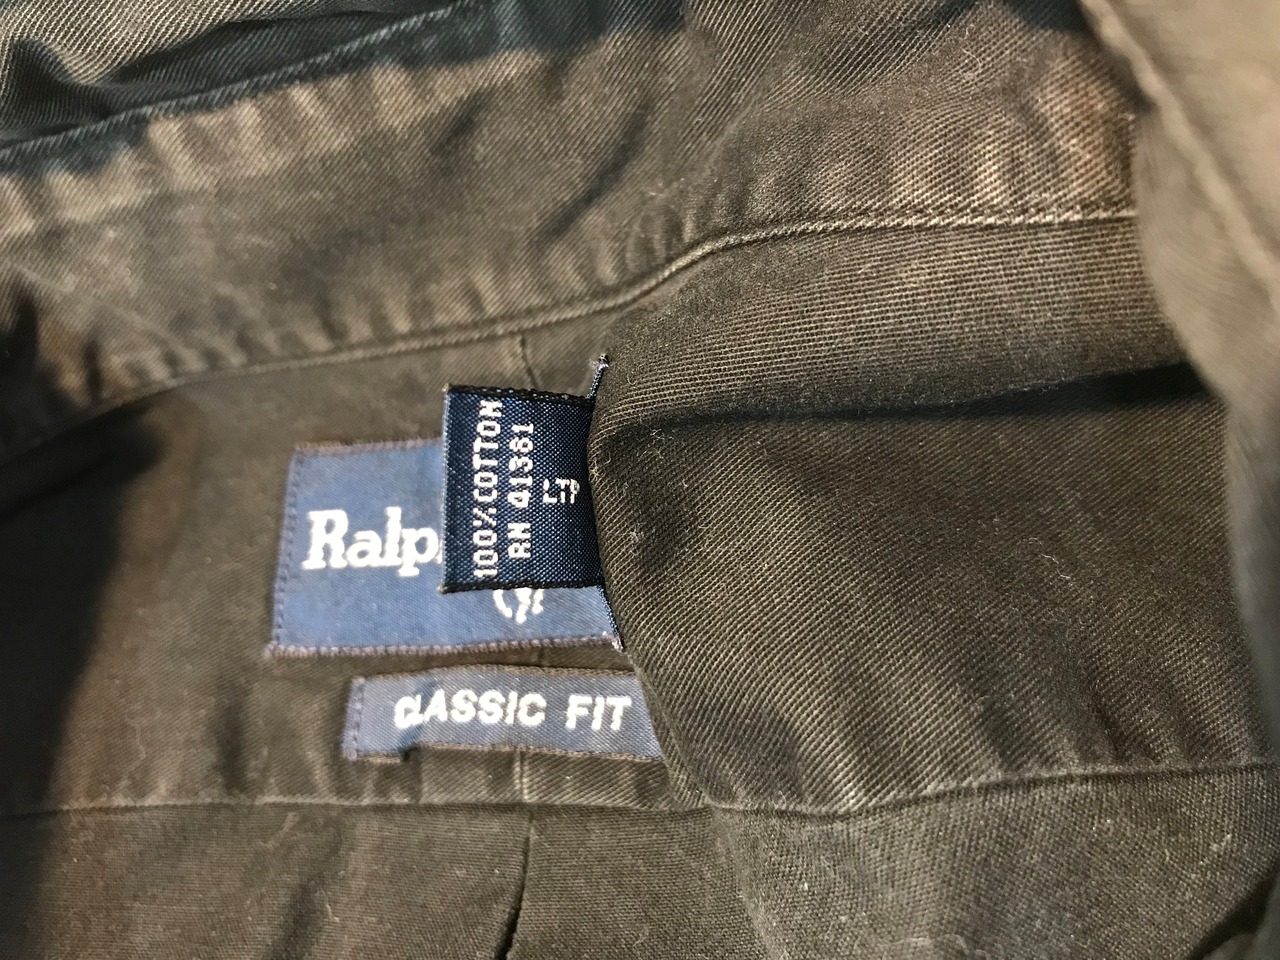 100% COTTON
RN 41381
LTP
Ralp
CLASSIC FIT